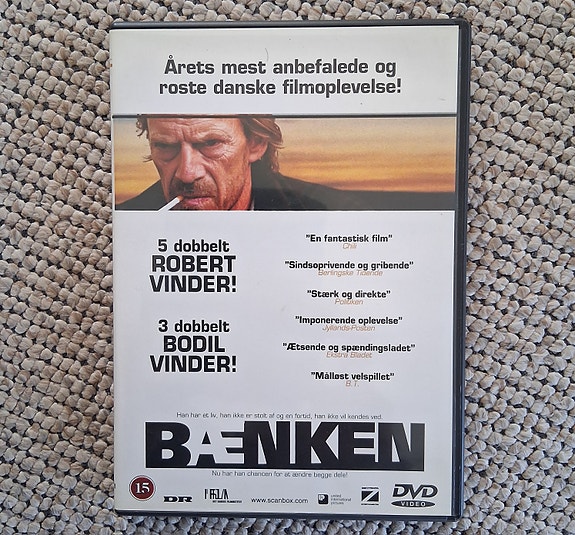 Årets mest anbefalede og
roste danske filmoplevelse!
5 dobbelt
ROBERT
VINDER!
3 dobbelt
BODIL
VINDER!
"En fantastisk film"
Chili
"Sindsoprivende og gribende"
Berlingske Tidende
"Stærk og direkte"
Politiken
"Imponerende oplevelse"
Jyllands-Posten
"Ætsende og spændingsladet"
Ekstra Bladet
"Målløst velspillet"
B.T.
Han har et liv, han ikke er stolt af og en fortid, han ikke vil kendes ved.
BÆNKEN
Nu har han chancen for at ændre begge dele!
15
DR
www.scanbox.com
united
international
pictures
DVD
VIDEO